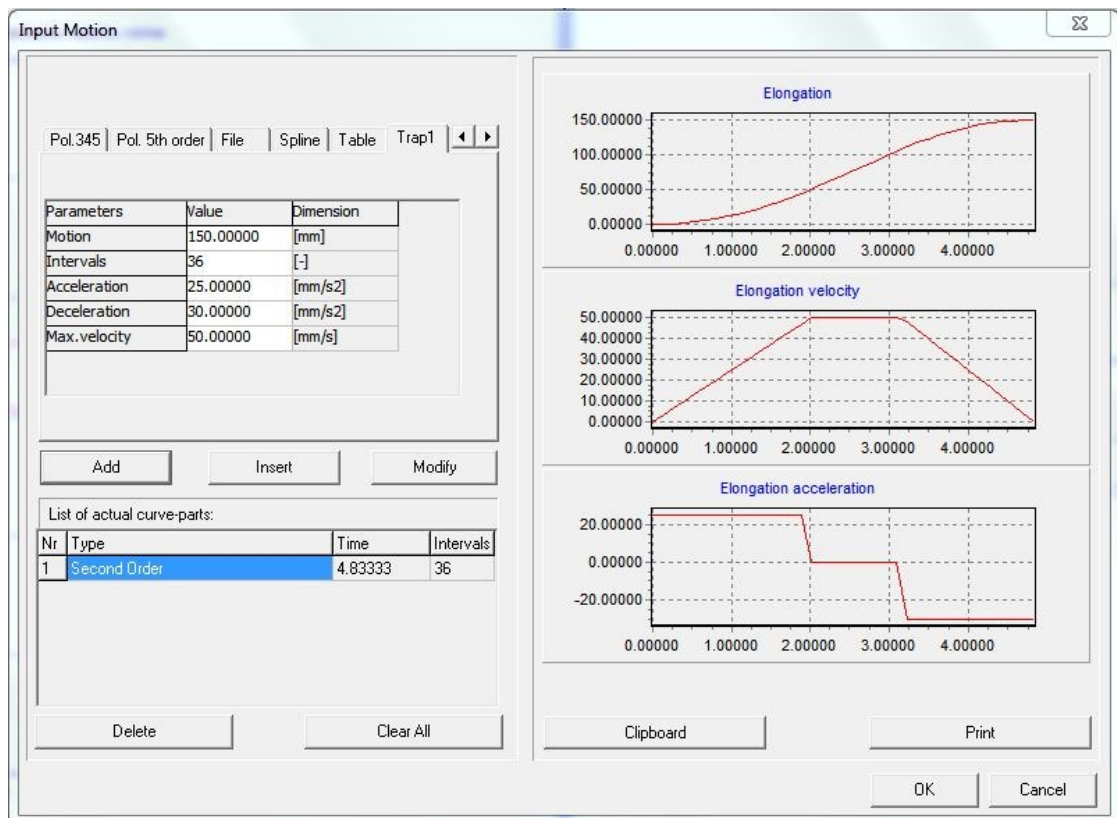 Input Motion
Pol.345 Pol. 5th order File Spline Table Trap1
Parameters Value Dimension
Motion 150.00000 [mm]
Intervals 36 [-]
Acceleration 25.00000 [mm/s2]
Deceleration 30.00000 [mm/s2]
Max.velocity 50.00000 [mm/s]
Add Insert Modify
List of actual curve-parts:
Nr Type Time Intervals
1 Second Order 4.83333 36
Delete Clear All
Elongation
150.00000
100.00000
50.00000
0.00000
0.00000 1.00000 2.00000 3.00000 4.00000
Elongation velocity
50.00000
40.00000
30.00000
20.00000
10.00000
0.00000
0.00000 1.00000 2.00000 3.00000 4.00000
Elongation acceleration
20.00000
0.00000
-20.00000
0.00000 1.00000 2.00000 3.00000 4.00000
Clipboard Print
OK Cancel